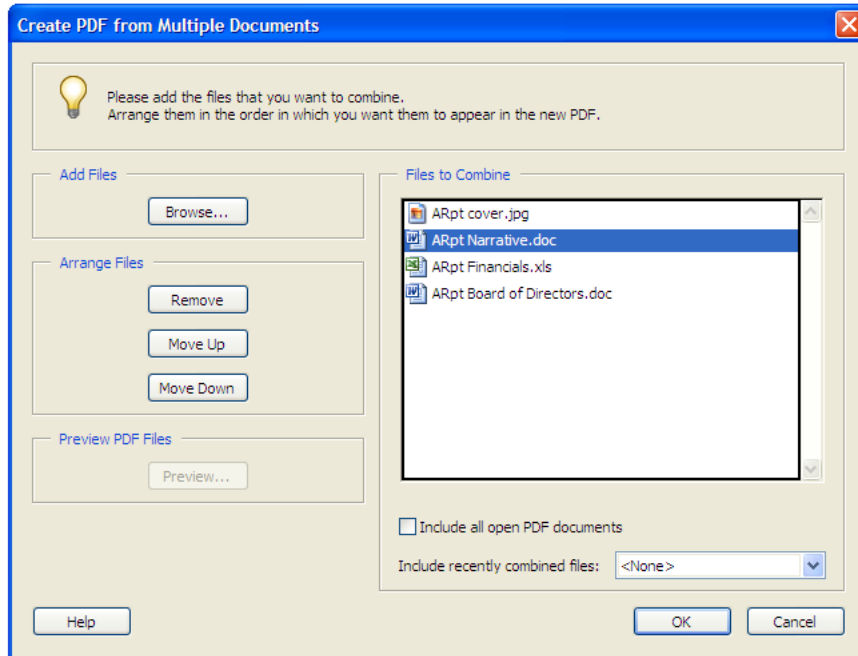 Create PDF from Multiple Documents
Please add the files that you want to combine.
Arrange them in the order in which you want them to appear in the new PDF.
Add Files
Browse...
Arrange Files
Remove
Move Up
Move Down
Preview PDF Files
Preview...
Files to Combine
ARpt cover.jpg
ARpt Narrative.doc
ARpt Financials.xls
ARpt Board of Directors.doc
Include all open PDF documents
Include recently combined files: <None>
Help
OK
Cancel